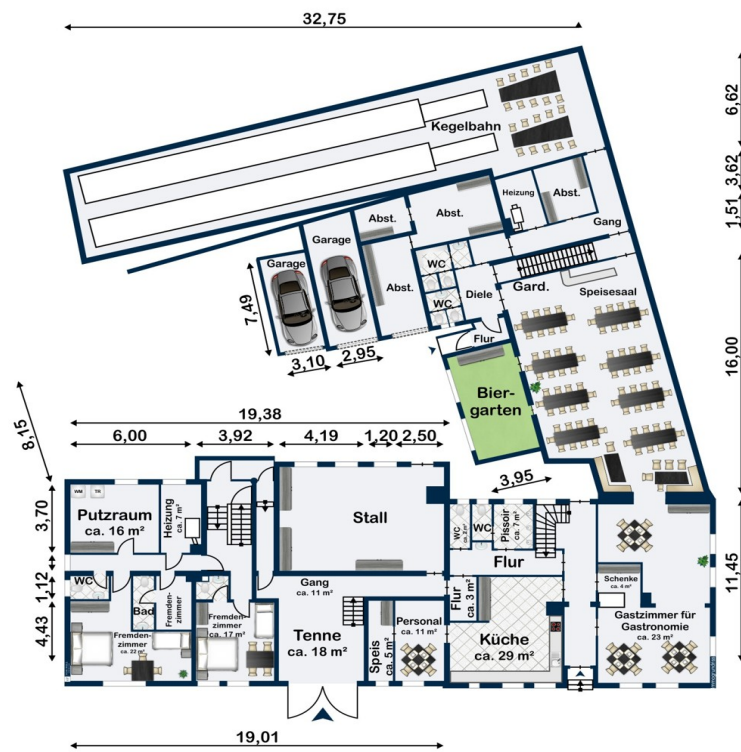 32,75
6,62
3,62
1,51
16,00
11,45
Kegelbahn
Heizung
Abst.
Abst.
Abst.
Gang
Garage
Garage
Abst.
WC
WC
Diele
Gard.
Speisesaal
Flur
7,49
3,10
2,95
Bier-
garten
8,15
19,38
6,00
3,92
4,19
1,20
2,50
3,95
3,70
1,12
4,43
WM
TR
Putzraum
ca. 16 m²
Heizung
ca. 7 m²
Stall
WC
WC
Pissoir
ca. 7 m²
Flur
Gang
ca. 11 m²
Flur
ca. 3 m²
Schenke
ca. 4 m²
WC
Bad
Fremden-
zimmer
Fremden-
zimmer
ca. 22 m²
Fremden-
zimmer
ca. 17 m²
Tenne
ca. 18 m²
Speis
ca. 5 m²
Personal
ca. 11 m²
Küche
ca. 29 m²
Gastzimmer für
Gastronomie
ca. 23 m²
19,01